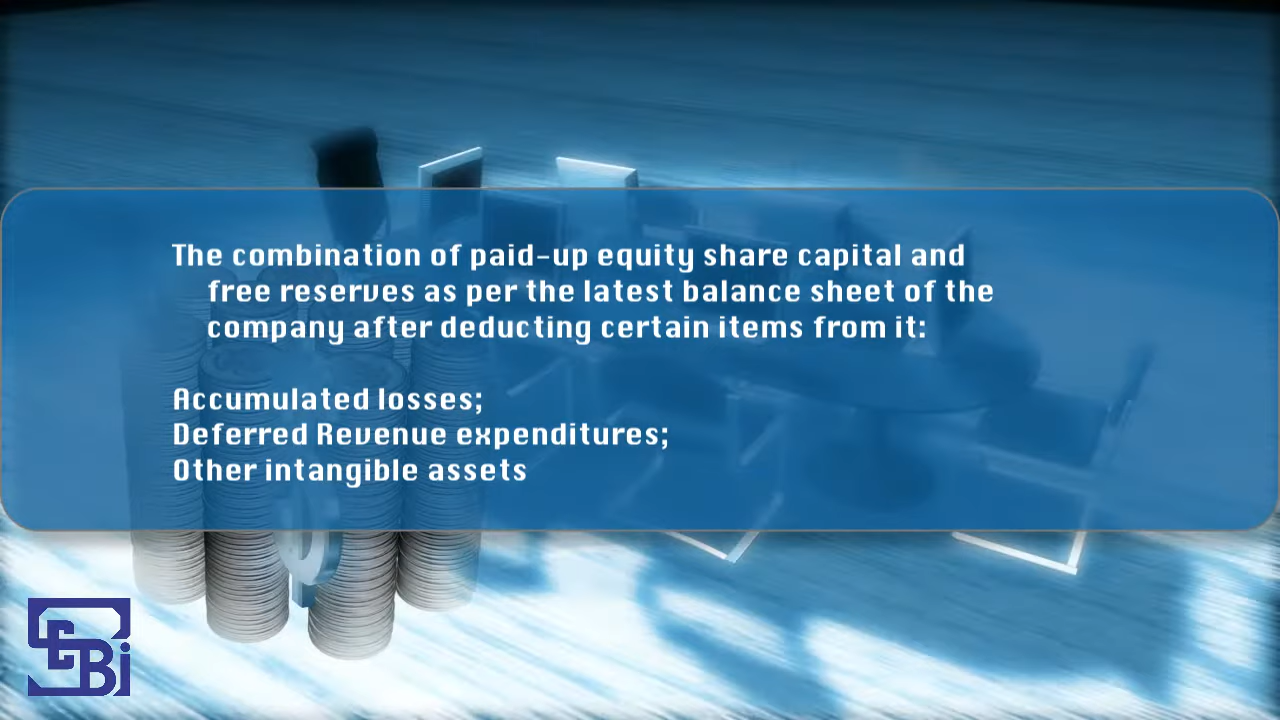 The combination of paid-up equity share capital and
free reserves as per the latest balance sheet of the
company after deducting certain items from it:
Accumulated losses;
Deferred Revenue expenditures;
Other intangible assets
SEBi